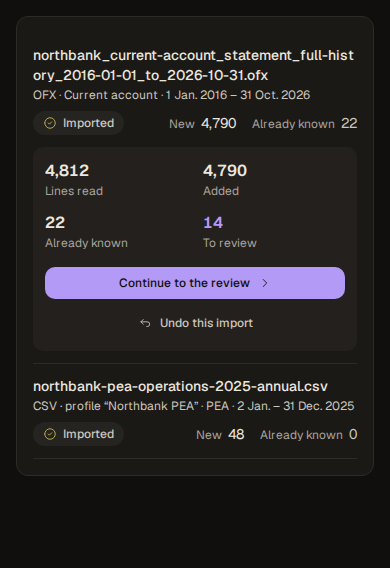 northbank_current-account_statement_full-hist
ory_2016-01-01_to_2026-10-31.ofx
OFX · Current account · 1 Jan. 2016 – 31 Oct. 2026
Imported New 4,790 Already known 22
4,812 4,790
Lines read Added
22 14
Already known To review
Continue to the review
Undo this import
northbank-pea-operations-2025-annual.csv
CSV · profile “Northbank PEA” · PEA · 2 Jan. – 31 Dec. 2025
Imported New 48 Already known 0